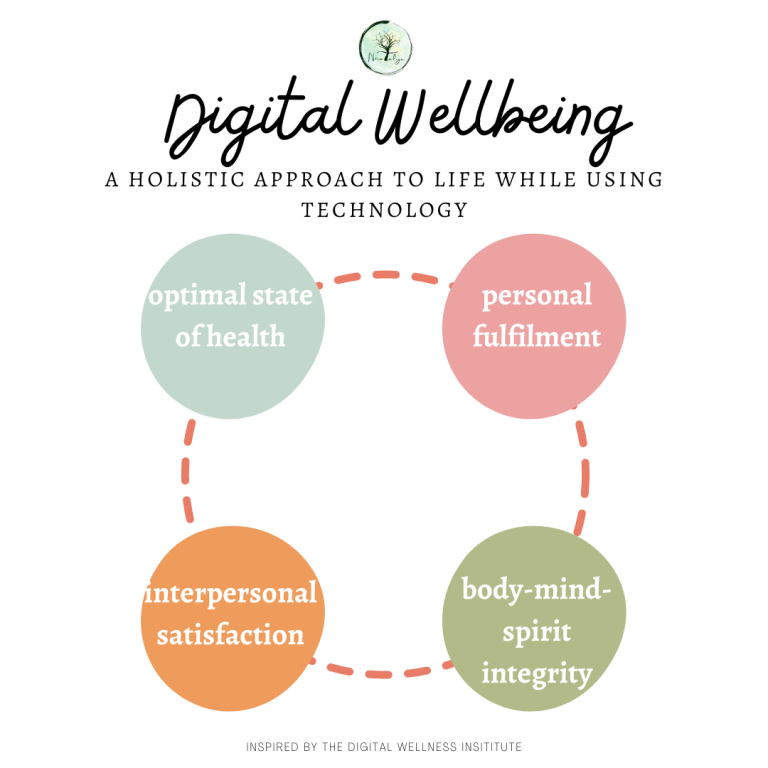 Digital Wellbeing
A HOLISTIC APPROACH TO LIFE WHILE USING
TECHNOLOGY
optimal state
of health
personal
fulfilment
interpersonal
satisfaction
body-mind-
spirit
integrity
INSPIRED BY THE DIGITAL WELLNESS INSITITUTE